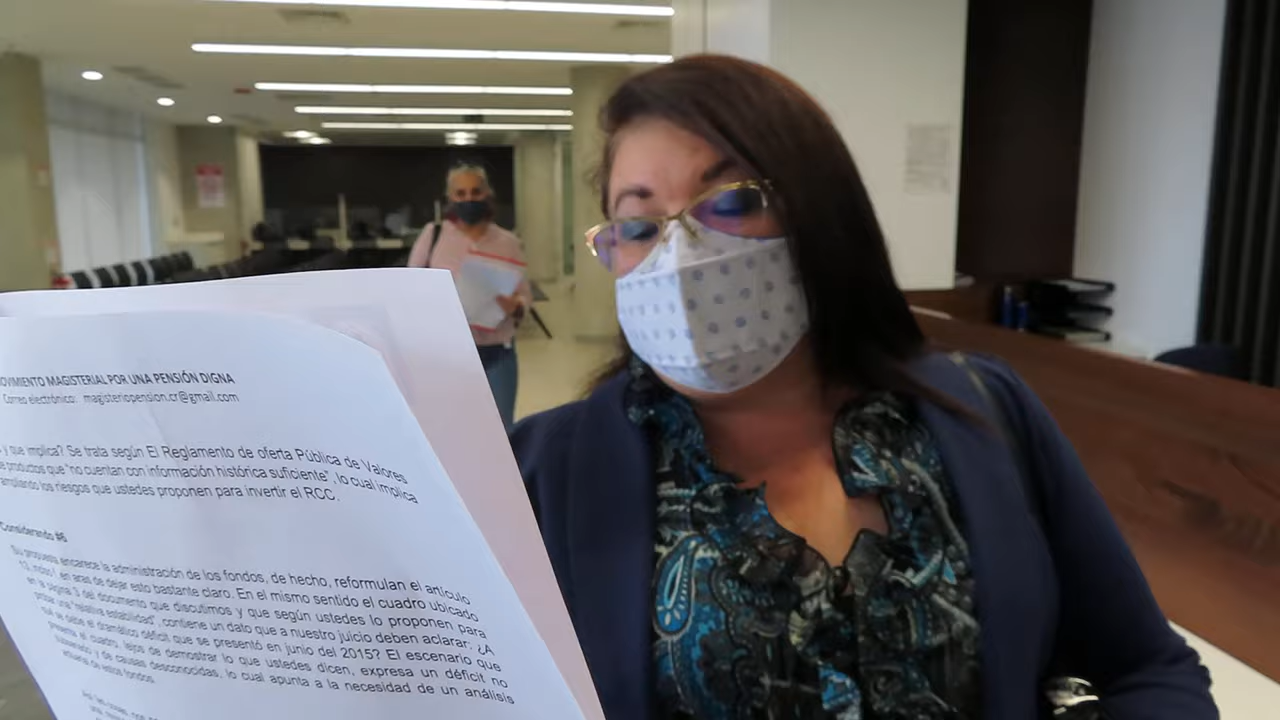 OVIMIENTO MAGISTERIAL POR UNA PENSIÓN DIGNA
Correo electrónico: magisteriopension.cr@gmail.com
y que implica? Se trata según El Reglamento de oferta Pública de Valores
e productos que "no cuentan con información histórica suficiente", lo cual implica
ampliando los riesgos que ustedes proponen para invertir el RCC.
Considerando #6
Su propuesta encarece la administración de los fondos, de hecho, reformulan el artículo
en aras de dejar esto bastante claro. En el mismo sentido el cuadro ubicado
en la página 3 del documento que discutimos y que según ustedes lo proponen para
una "relativa estabilidad", contiene un dato que a nuestro juicio deben aclarar: ¿A
qué se debe el dramático déficit que se presentó en junio del 2015? El escenario que
presenta el cuadro, lejos de demostrar lo que ustedes dicen, expresa un déficit no
y de causas desconocidas, lo cual apunta a la necesidad de un análisis
de estos fondos.